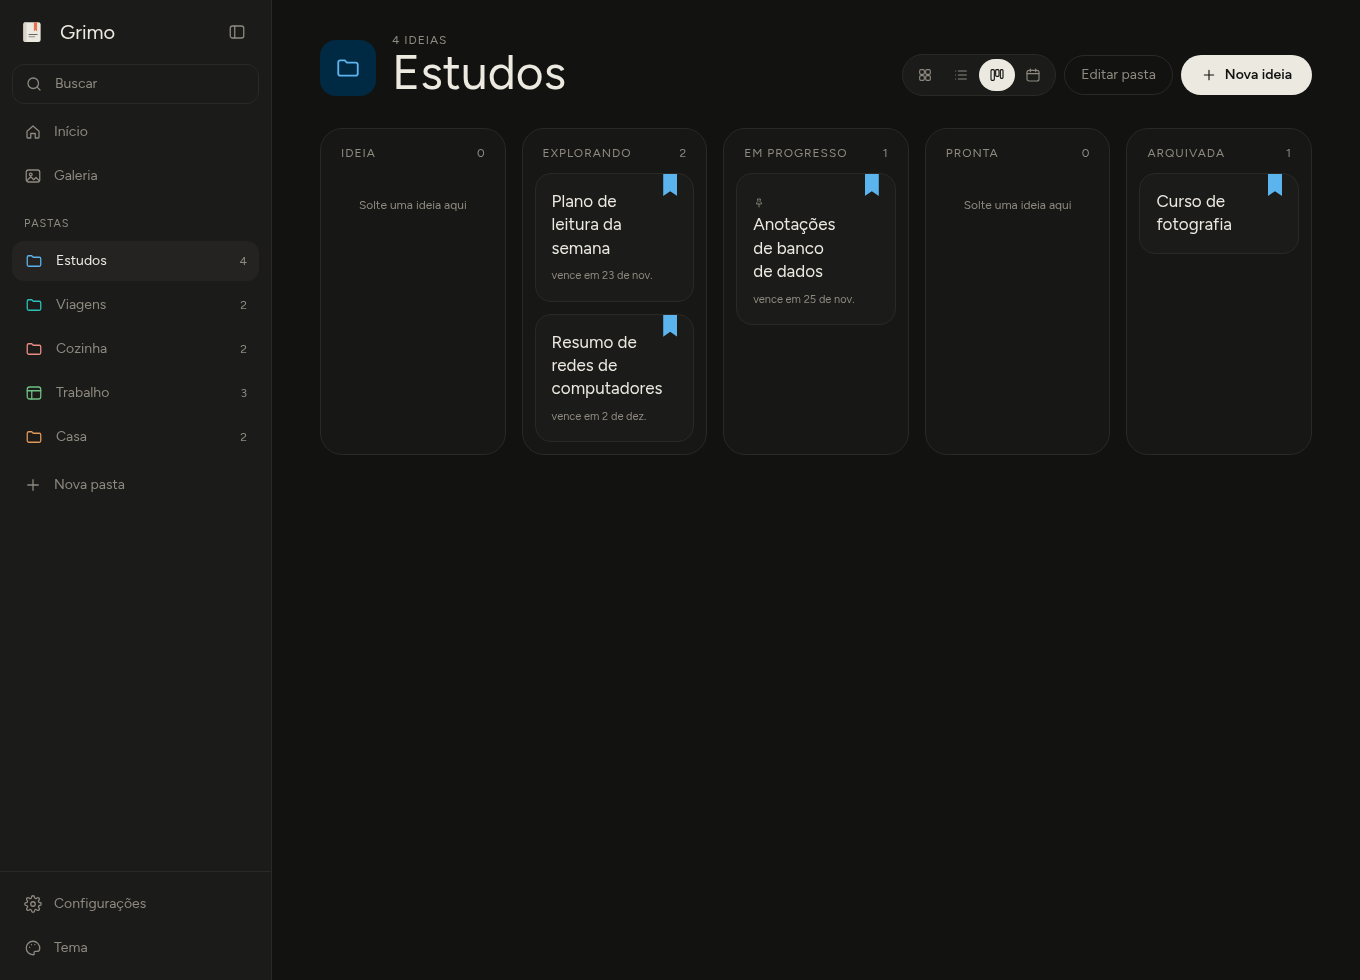 Grimo
Buscar
Início
Galeria
PASTAS
Estudos 4
Viagens 2
Cozinha 2
Trabalho 3
Casa 2
Nova pasta
Configurações
Tema
4 IDEIAS
Estudos
Editar pasta
Nova ideia
IDEIA 0
Solte uma ideia aqui
EXPLORANDO 2
Plano de
leitura da
semana
vence em 23 de nov.
Resumo de
redes de
computadores
vence em 2 de dez.
EM PROGRESSO 1
Anotações
de banco
de dados
vence em 25 de nov.
PRONTA 0
Solte uma ideia aqui
ARQUIVADA 1
Curso de
fotografia